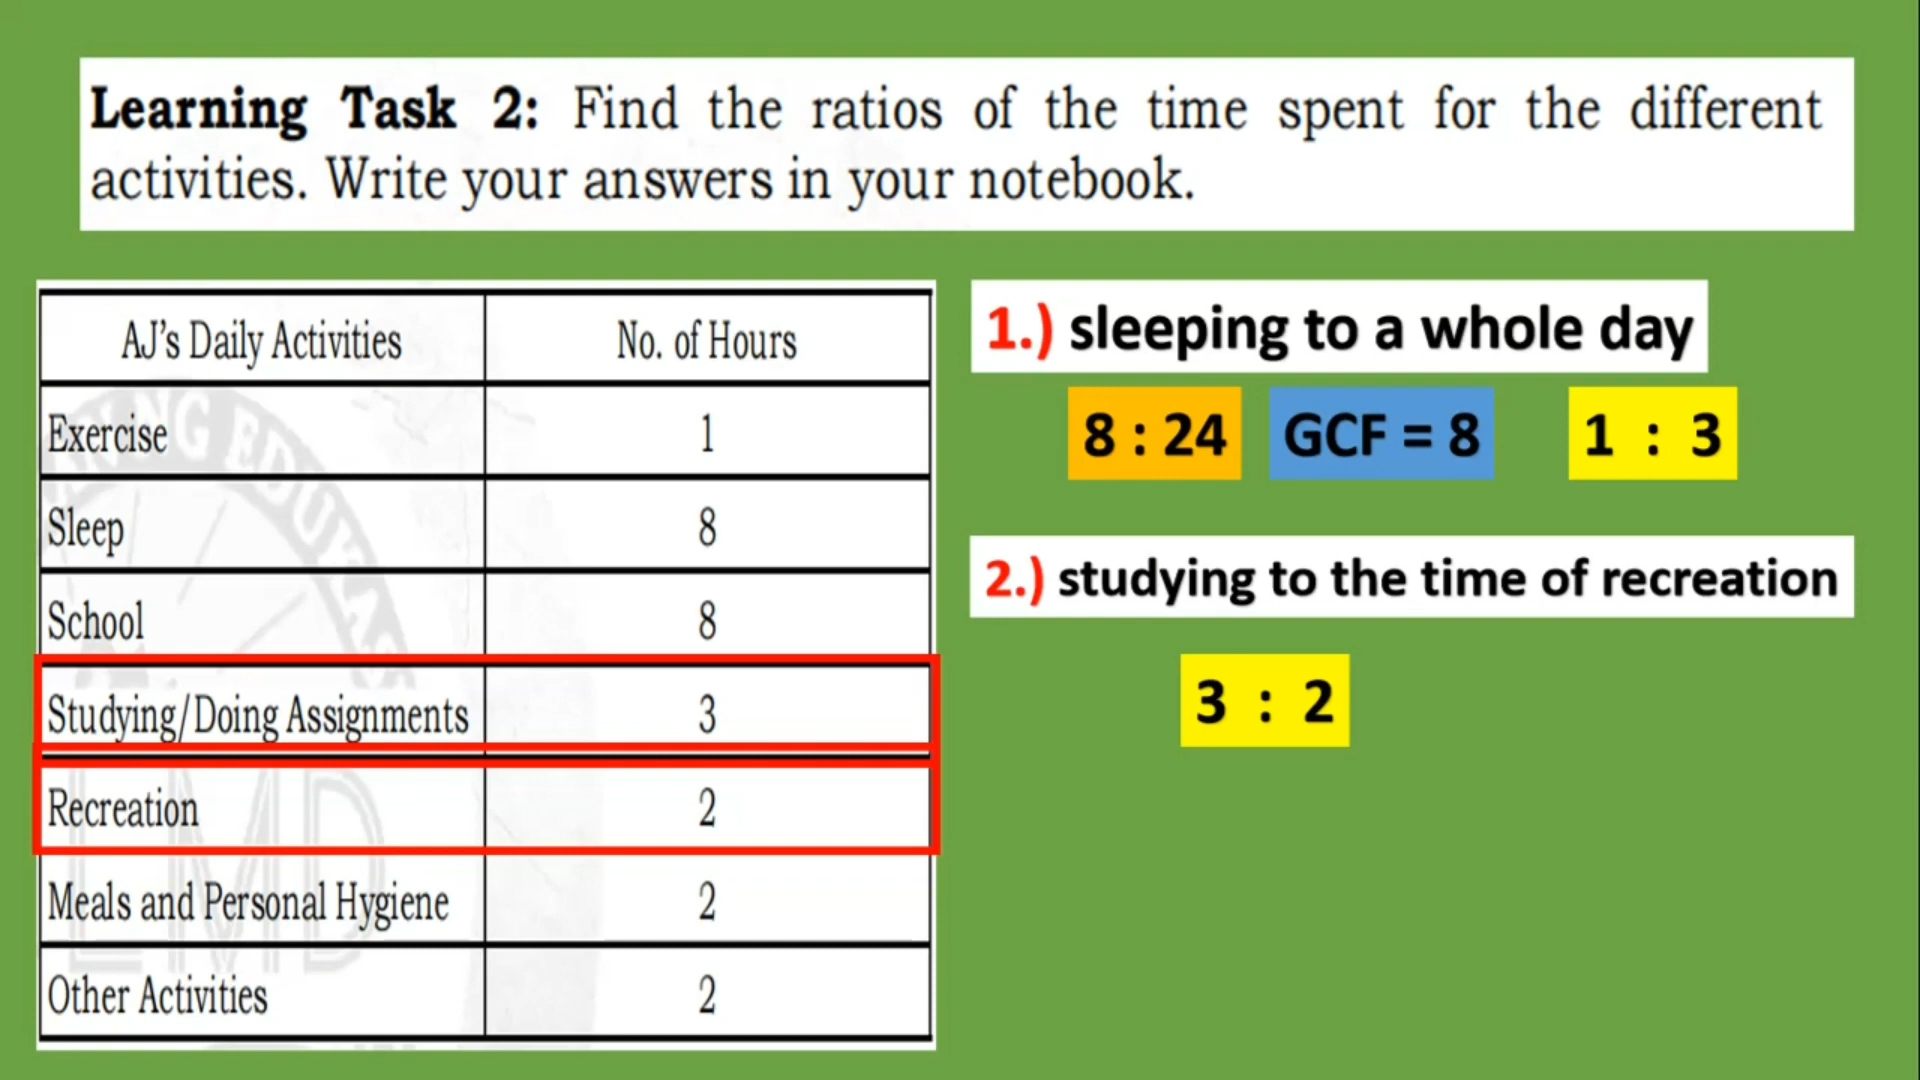 Learning Task 2: Find the ratios of the time spent for the different
activities. Write your answers in your notebook.
AJ's Daily Activities No. of Hours
Exercise 1
Sleep 8
School 8
Studying/Doing Assignments 3
Recreation 2
Meals and Personal Hygiene 2
Other Activities 2
1.) sleeping to a whole day
8 : 24 GCF = 8 1 : 3
2.) studying to the time of recreation
3 : 2